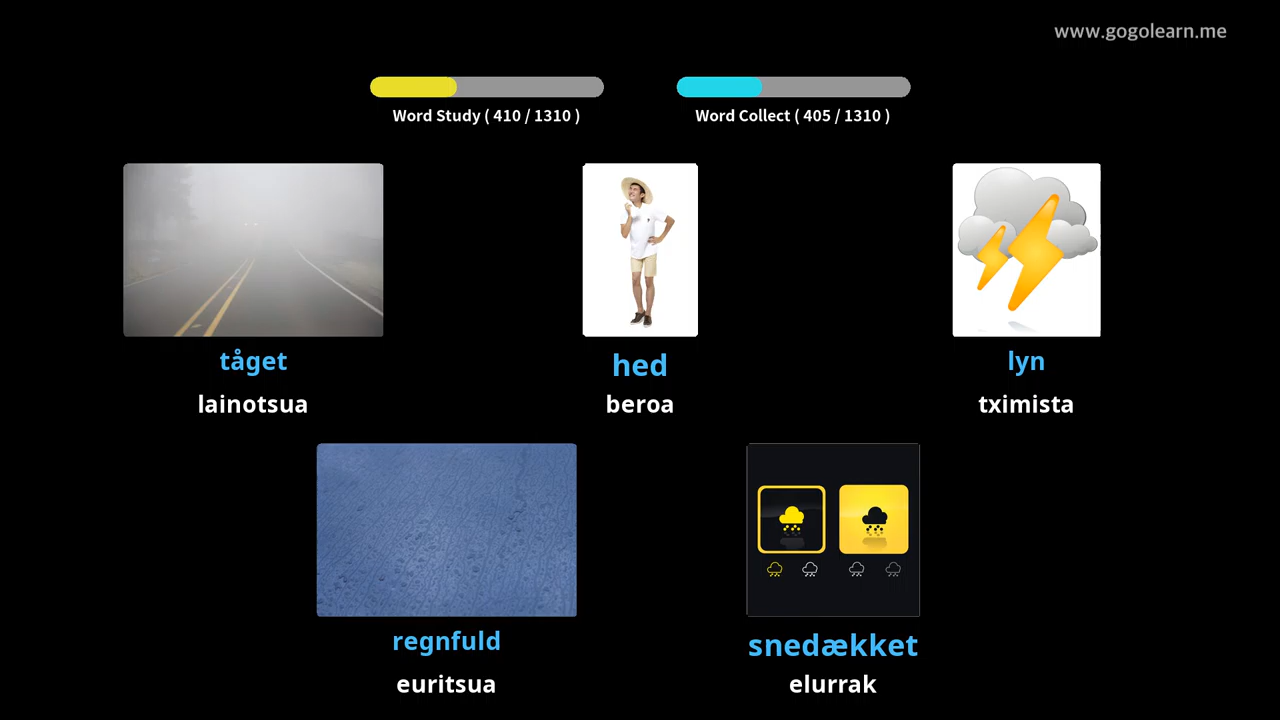 www.gogolearn.me
Word Study ( 410 / 1310 )
Word Collect ( 405 / 1310 )
tåget
lainotsua
hed
beroa
lyn
tximista
regnfuld
euritsua
snedækket
elurrak